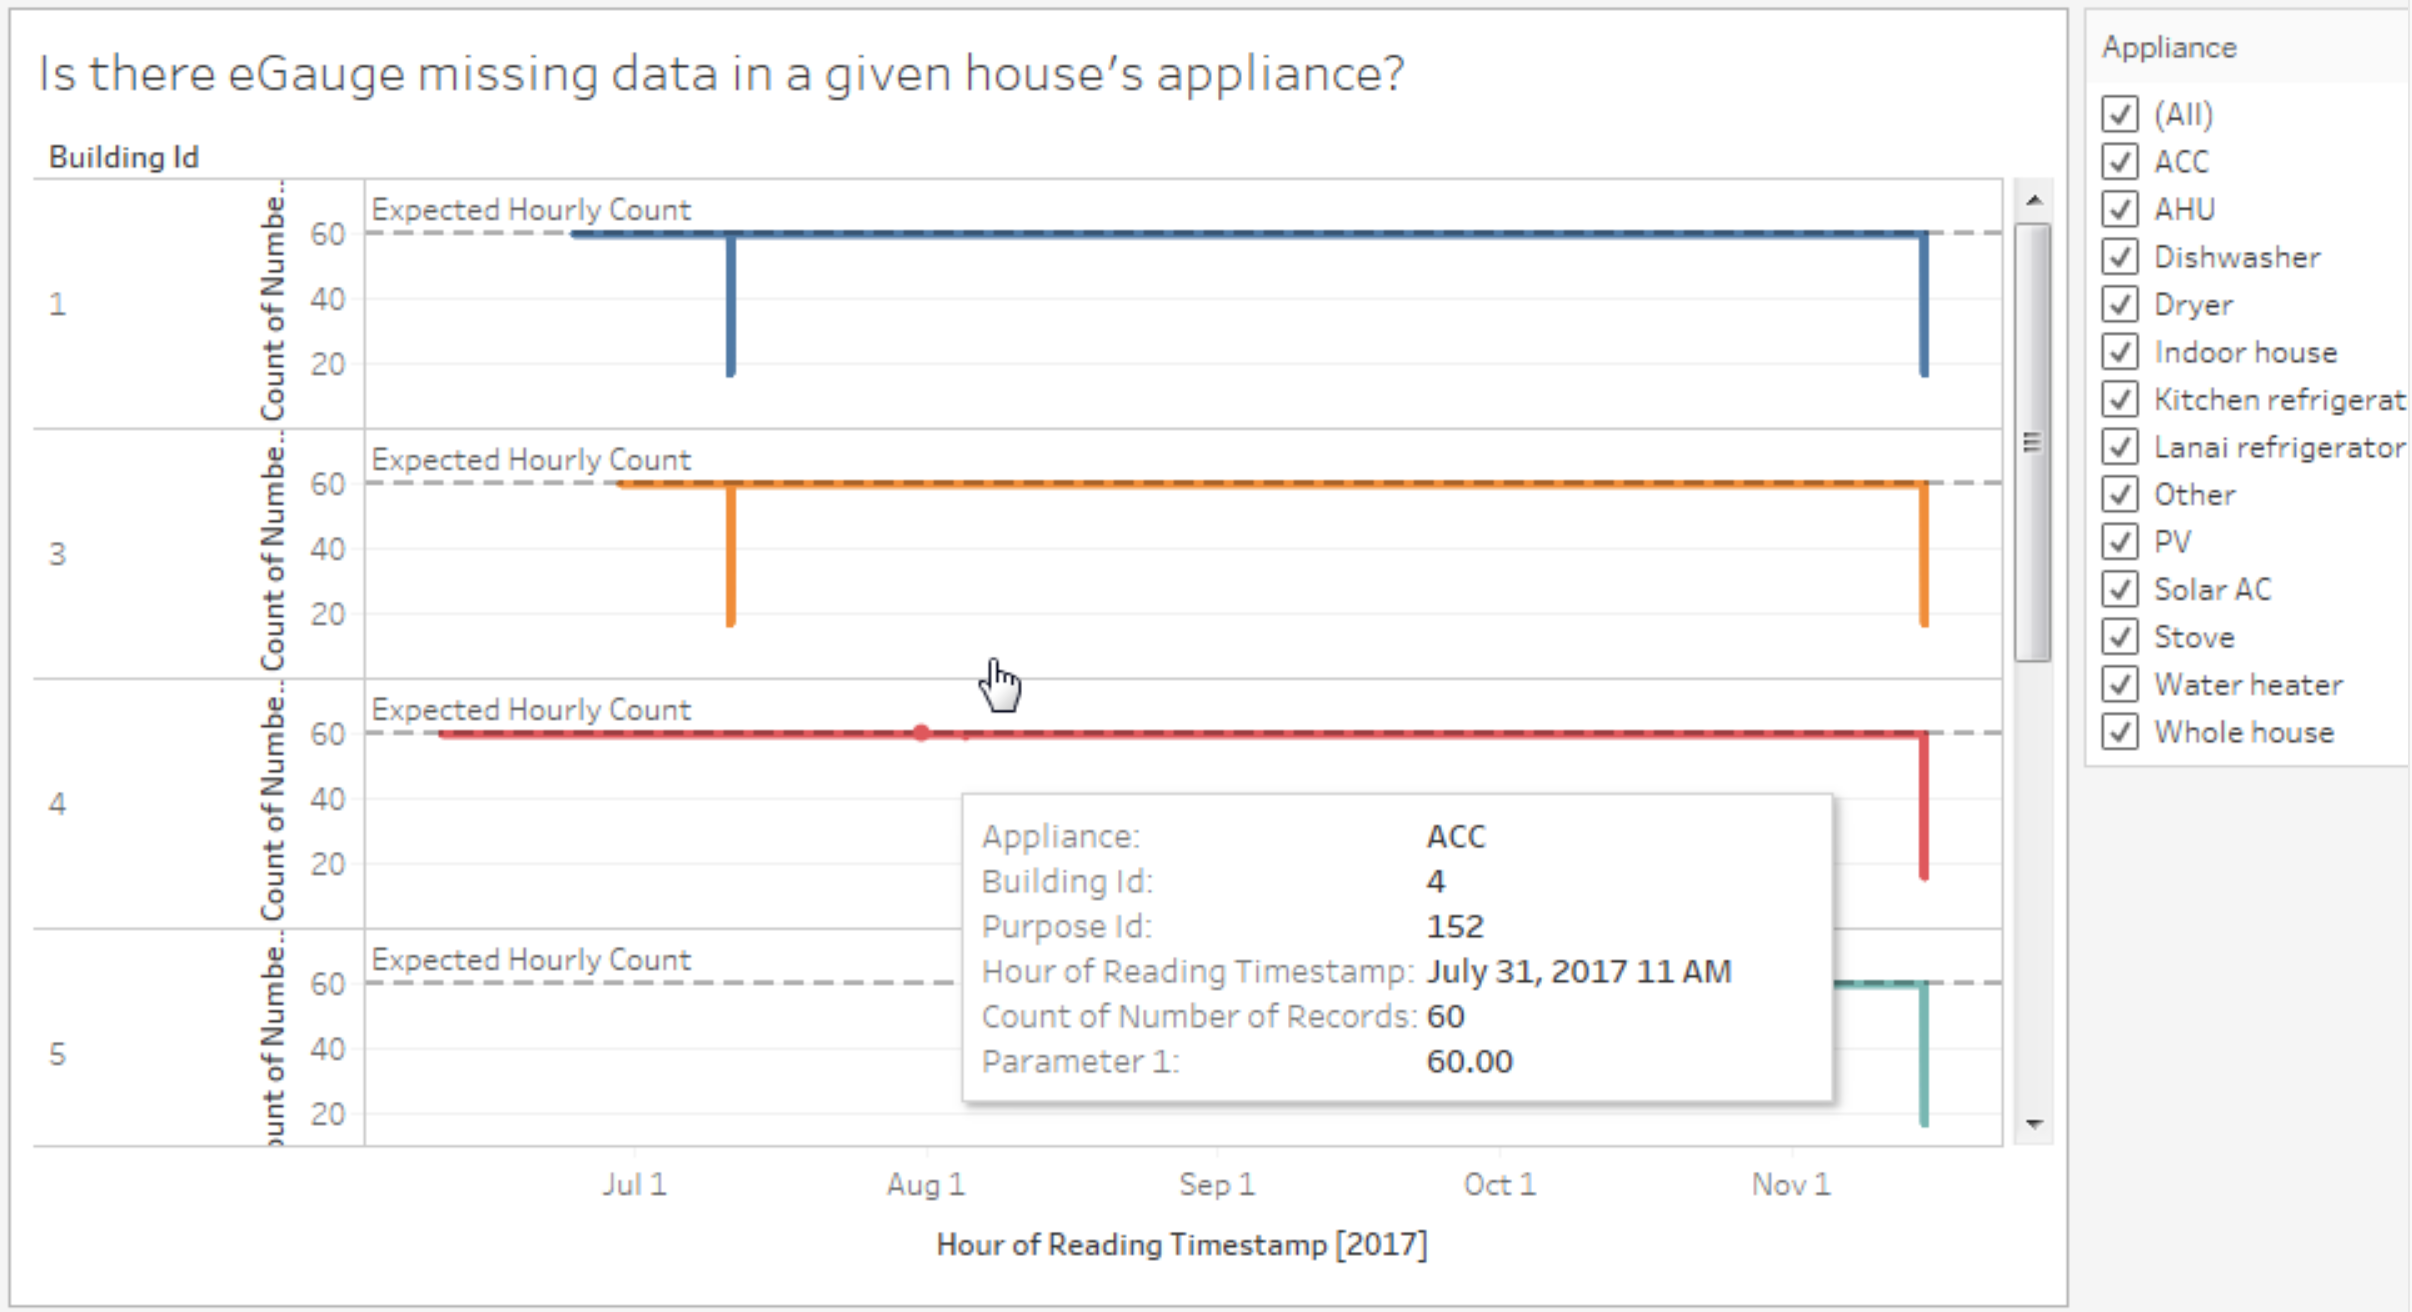 Is there eGauge missing data in a given house's appliance?
Building Id
1
Count of Numbe..
Expected Hourly Count
60
40
20
3
Count of Numbe..
Expected Hourly Count
60
40
20
4
Count of Numbe..
Expected Hourly Count
60
40
20
5
ount of Numbe..
Expected Hourly Count
60
40
20
Appliance: ACC
Building Id: 4
Purpose Id: 152
Hour of Reading Timestamp: July 31, 2017 11 AM
Count of Number of Records: 60
Parameter 1: 60.00
Jul 1 Aug 1 Sep 1 Oct 1 Nov 1
Hour of Reading Timestamp [2017]
Appliance
(All)
ACC
AHU
Dishwasher
Dryer
Indoor house
Kitchen refrigerat
Lanai refrigerator
Other
PV
Solar AC
Stove
Water heater
Whole house